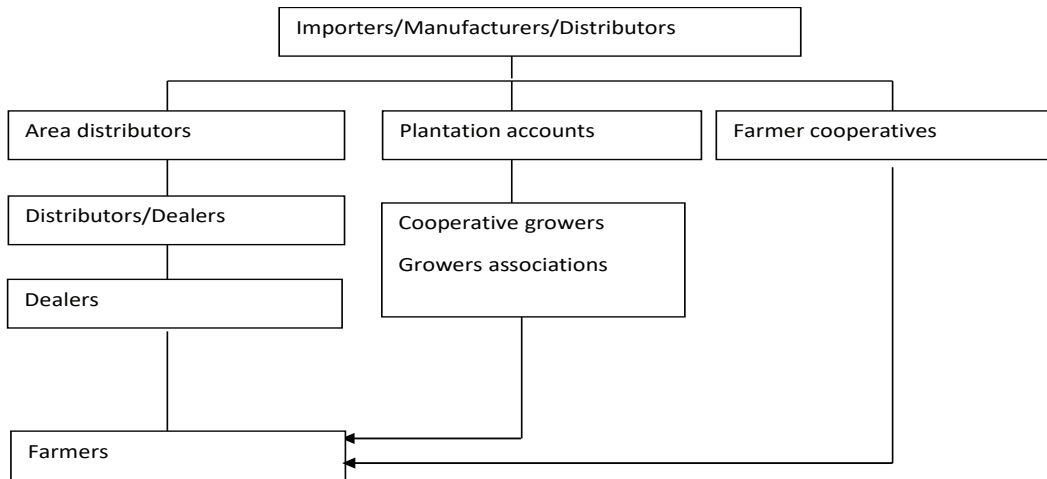 Importers/Manufacturers/Distributors
Area distributors
Plantation accounts
Farmer cooperatives
Distributors/Dealers
Cooperative growers
Growers associations
Dealers
Farmers